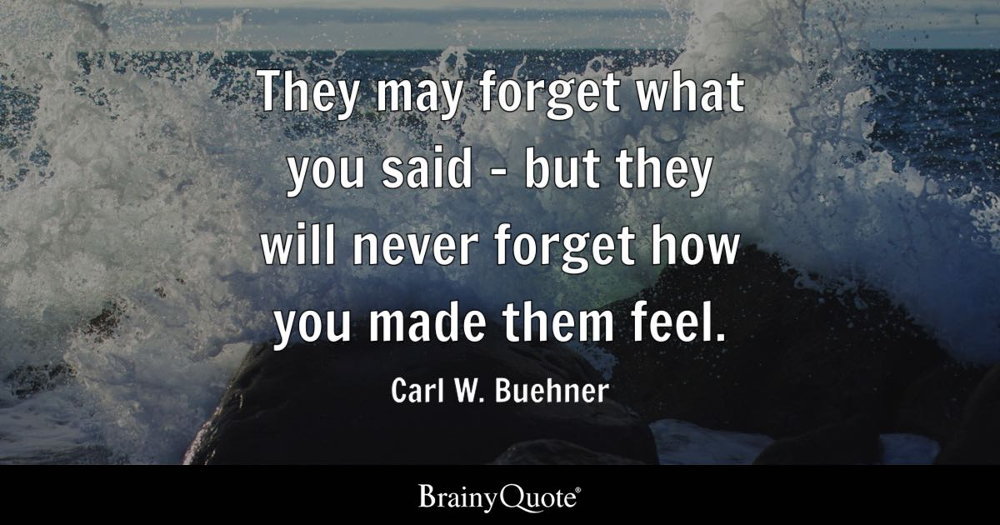 They may forget what
you said - but they
will never forget how
you made them feel.
Carl W. Buehner
BrainyQuote®